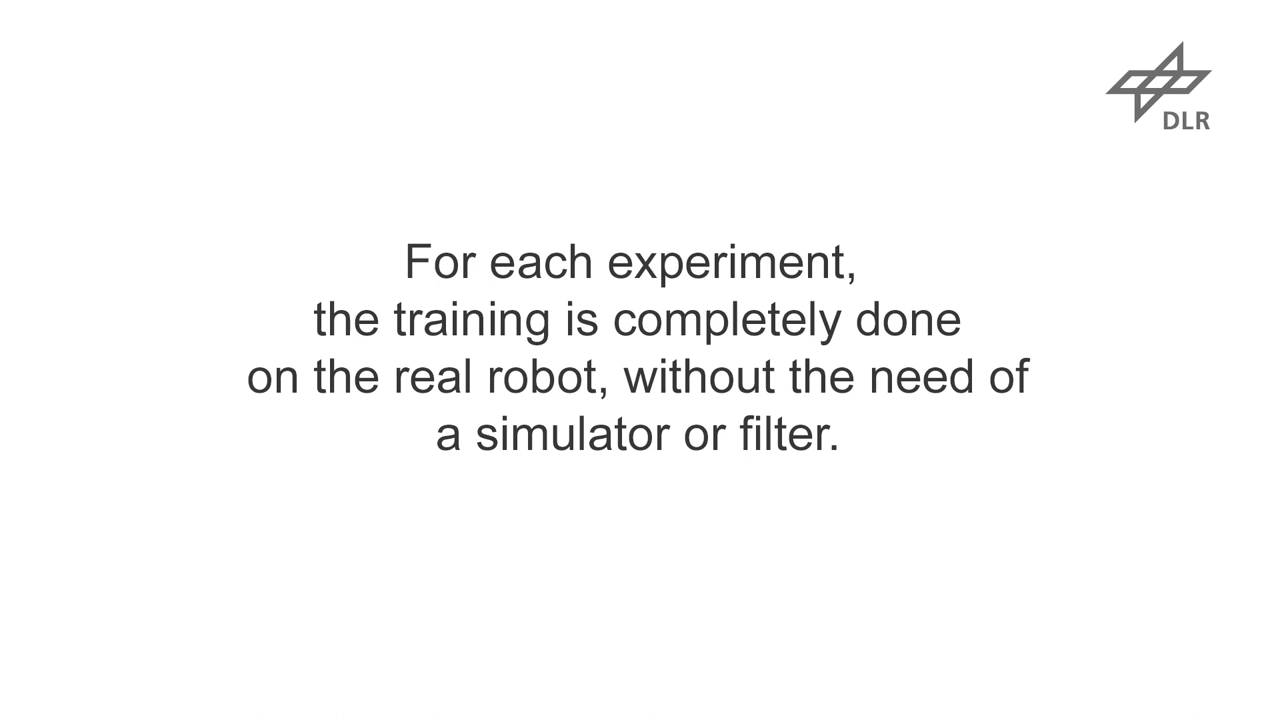 DLR
For each experiment,
the training is completely done
on the real robot, without the need of
a simulator or filter.